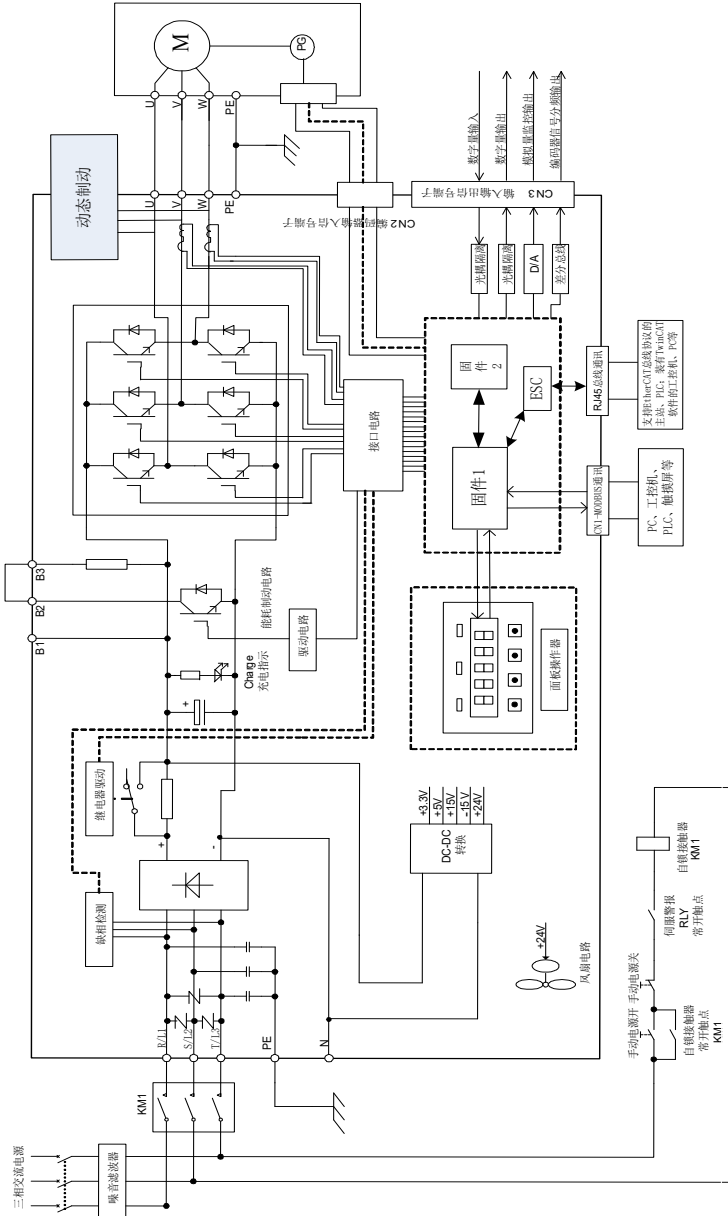 三相交流电源
噪音滤波器
KM1
R/L1
S/L2
T/L3
PE
N
缺相检测
继电器驱动
+
-
+
Charge
充电指示
B1
B2
B3
能耗制动电路
驱动电路
接口电路
动态制动
U
V
W
PE
U
V
W
PE
M
PG
CN2 编码器输入信号端子
CN3
输入输出信号端子
数字量输入
数字量输出
模拟量监控输出
编码器信号分频输出
光耦隔离
光耦隔离
D/A
差分总线
固件1
固件
2
ESC
面板操作器
CN1-MODBUS通讯
RJ45总线通讯
PC、工控机、
PLC、触摸屏等
支持EtherCAT总线协议的
主站、PLC；装有TwinCAT
软件的工控机、PC等
DC-DC
转换
+3.3V
+5V
+15V
-15V
+24V
+24V
风扇电路
手动电源开
手动电源关
自锁接触器
常开触点
KM1
伺服警报
RLY
常开触点
自锁接触器
KM1